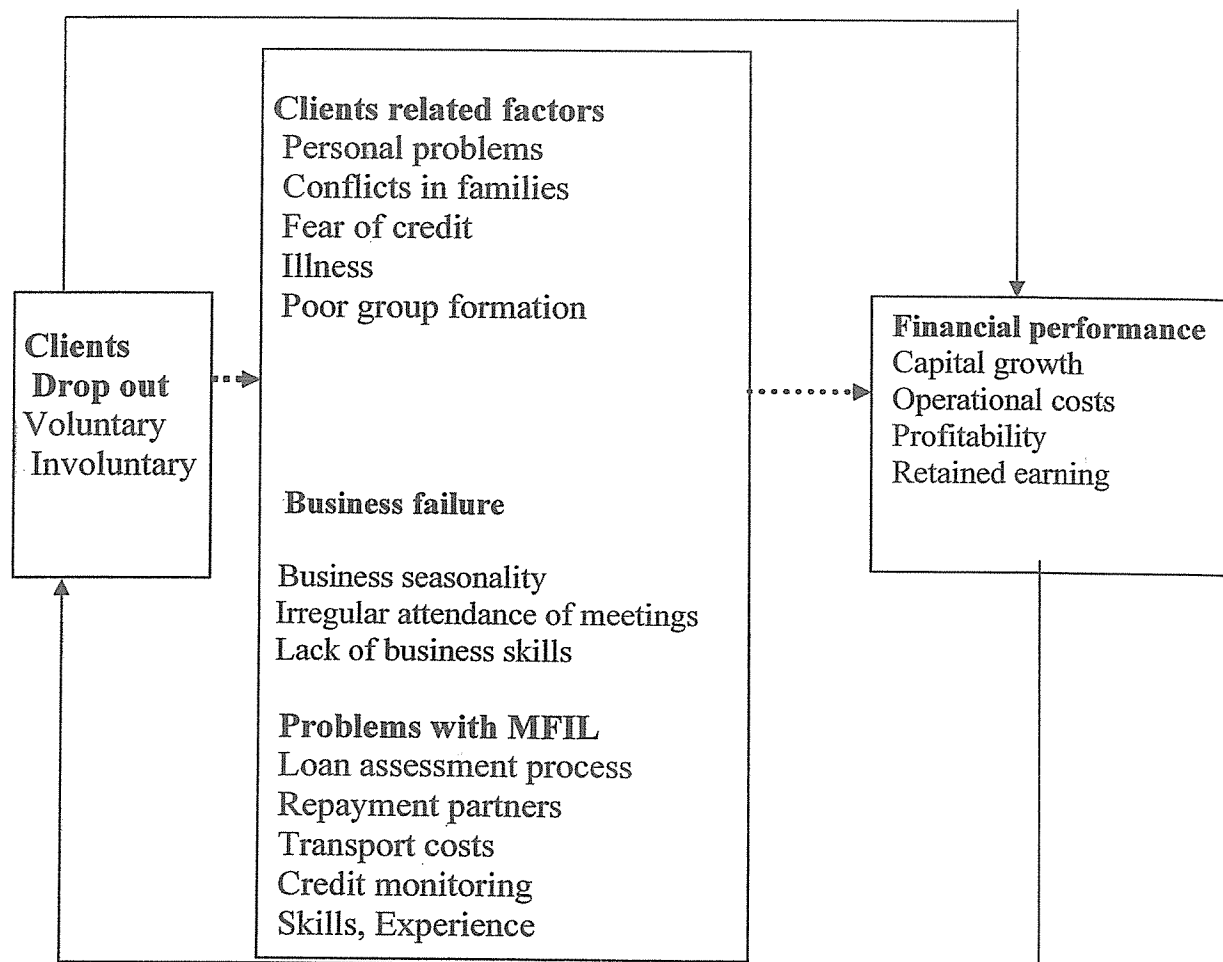 Clients
Drop out
Voluntary
Involuntary
Clients related factors
Personal problems
Conflicts in families
Fear of credit
Illness
Poor group formation
Business failure
Business seasonality
Irregular attendance of meetings
Lack of business skills
Problems with MFIL
Loan assessment process
Repayment partners
Transport costs
Credit monitoring
Skills, Experience
Financial performance
Capital growth
Operational costs
Profitability
Retained earning